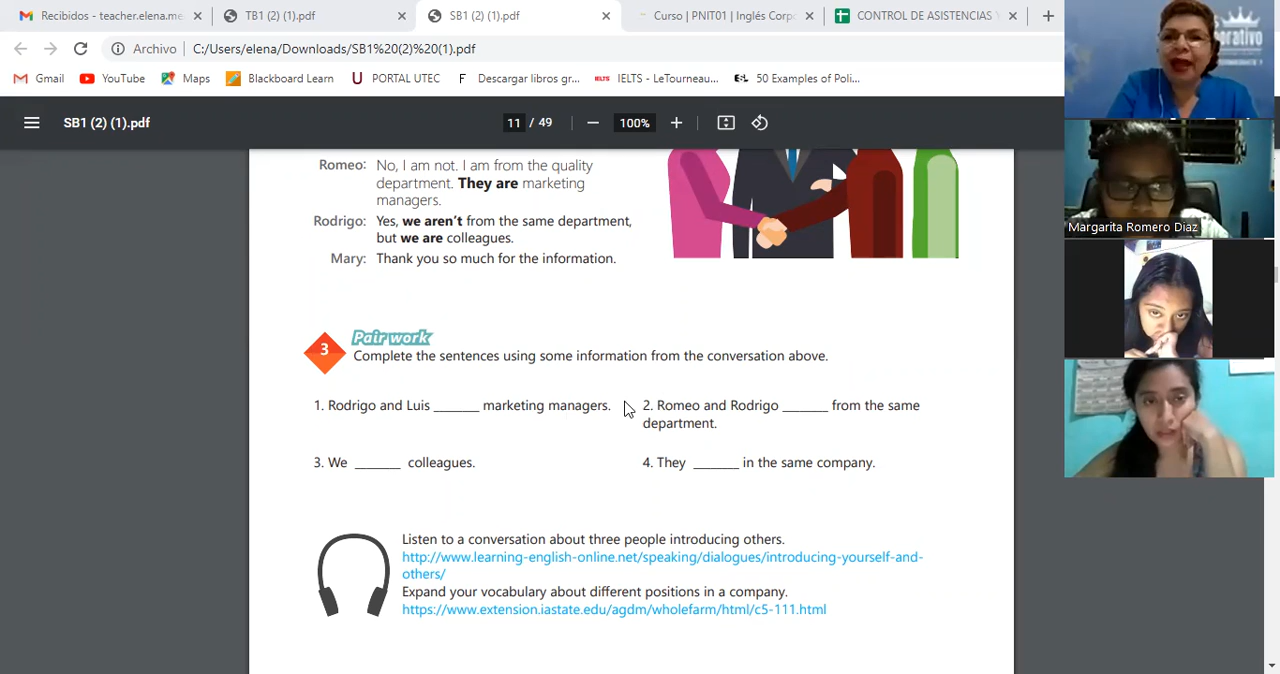 Recibidos - teacher.elena.me
TB1 (2) (1).pdf
SB1 (2) (1).pdf
Curso | PNIT01 | Inglés Corpo
CONTROL DE ASISTENCIAS Y
Archivo
C:/Users/elena/Downloads/SB1%20(2)%20(1).pdf
Gmail
YouTube
Maps
Blackboard Learn
PORTAL UTEC
Descargar libros gr...
IELTS - LeTourneau...
50 Examples of Poli...
SB1 (2) (1).pdf
11 / 49
100%
Romeo: No, I am not. I am from the quality
department. They are marketing
managers.
Rodrigo: Yes, we aren't from the same department,
but we are colleagues.
Mary: Thank you so much for the information.
3
Pair work
Complete the sentences using some information from the conversation above.
1. Rodrigo and Luis _______ marketing managers.
2. Romeo and Rodrigo _______ from the same
department.
3. We _______ colleagues.
4. They _______ in the same company.
Listen to a conversation about three people introducing others.
http://www.learning-english-online.net/speaking/dialogues/introducing-yourself-and-
others/
Expand your vocabulary about different positions in a company.
https://www.extension.iastate.edu/agdm/wholefarm/html/c5-111.html
orativo
Margarita Romero Diaz